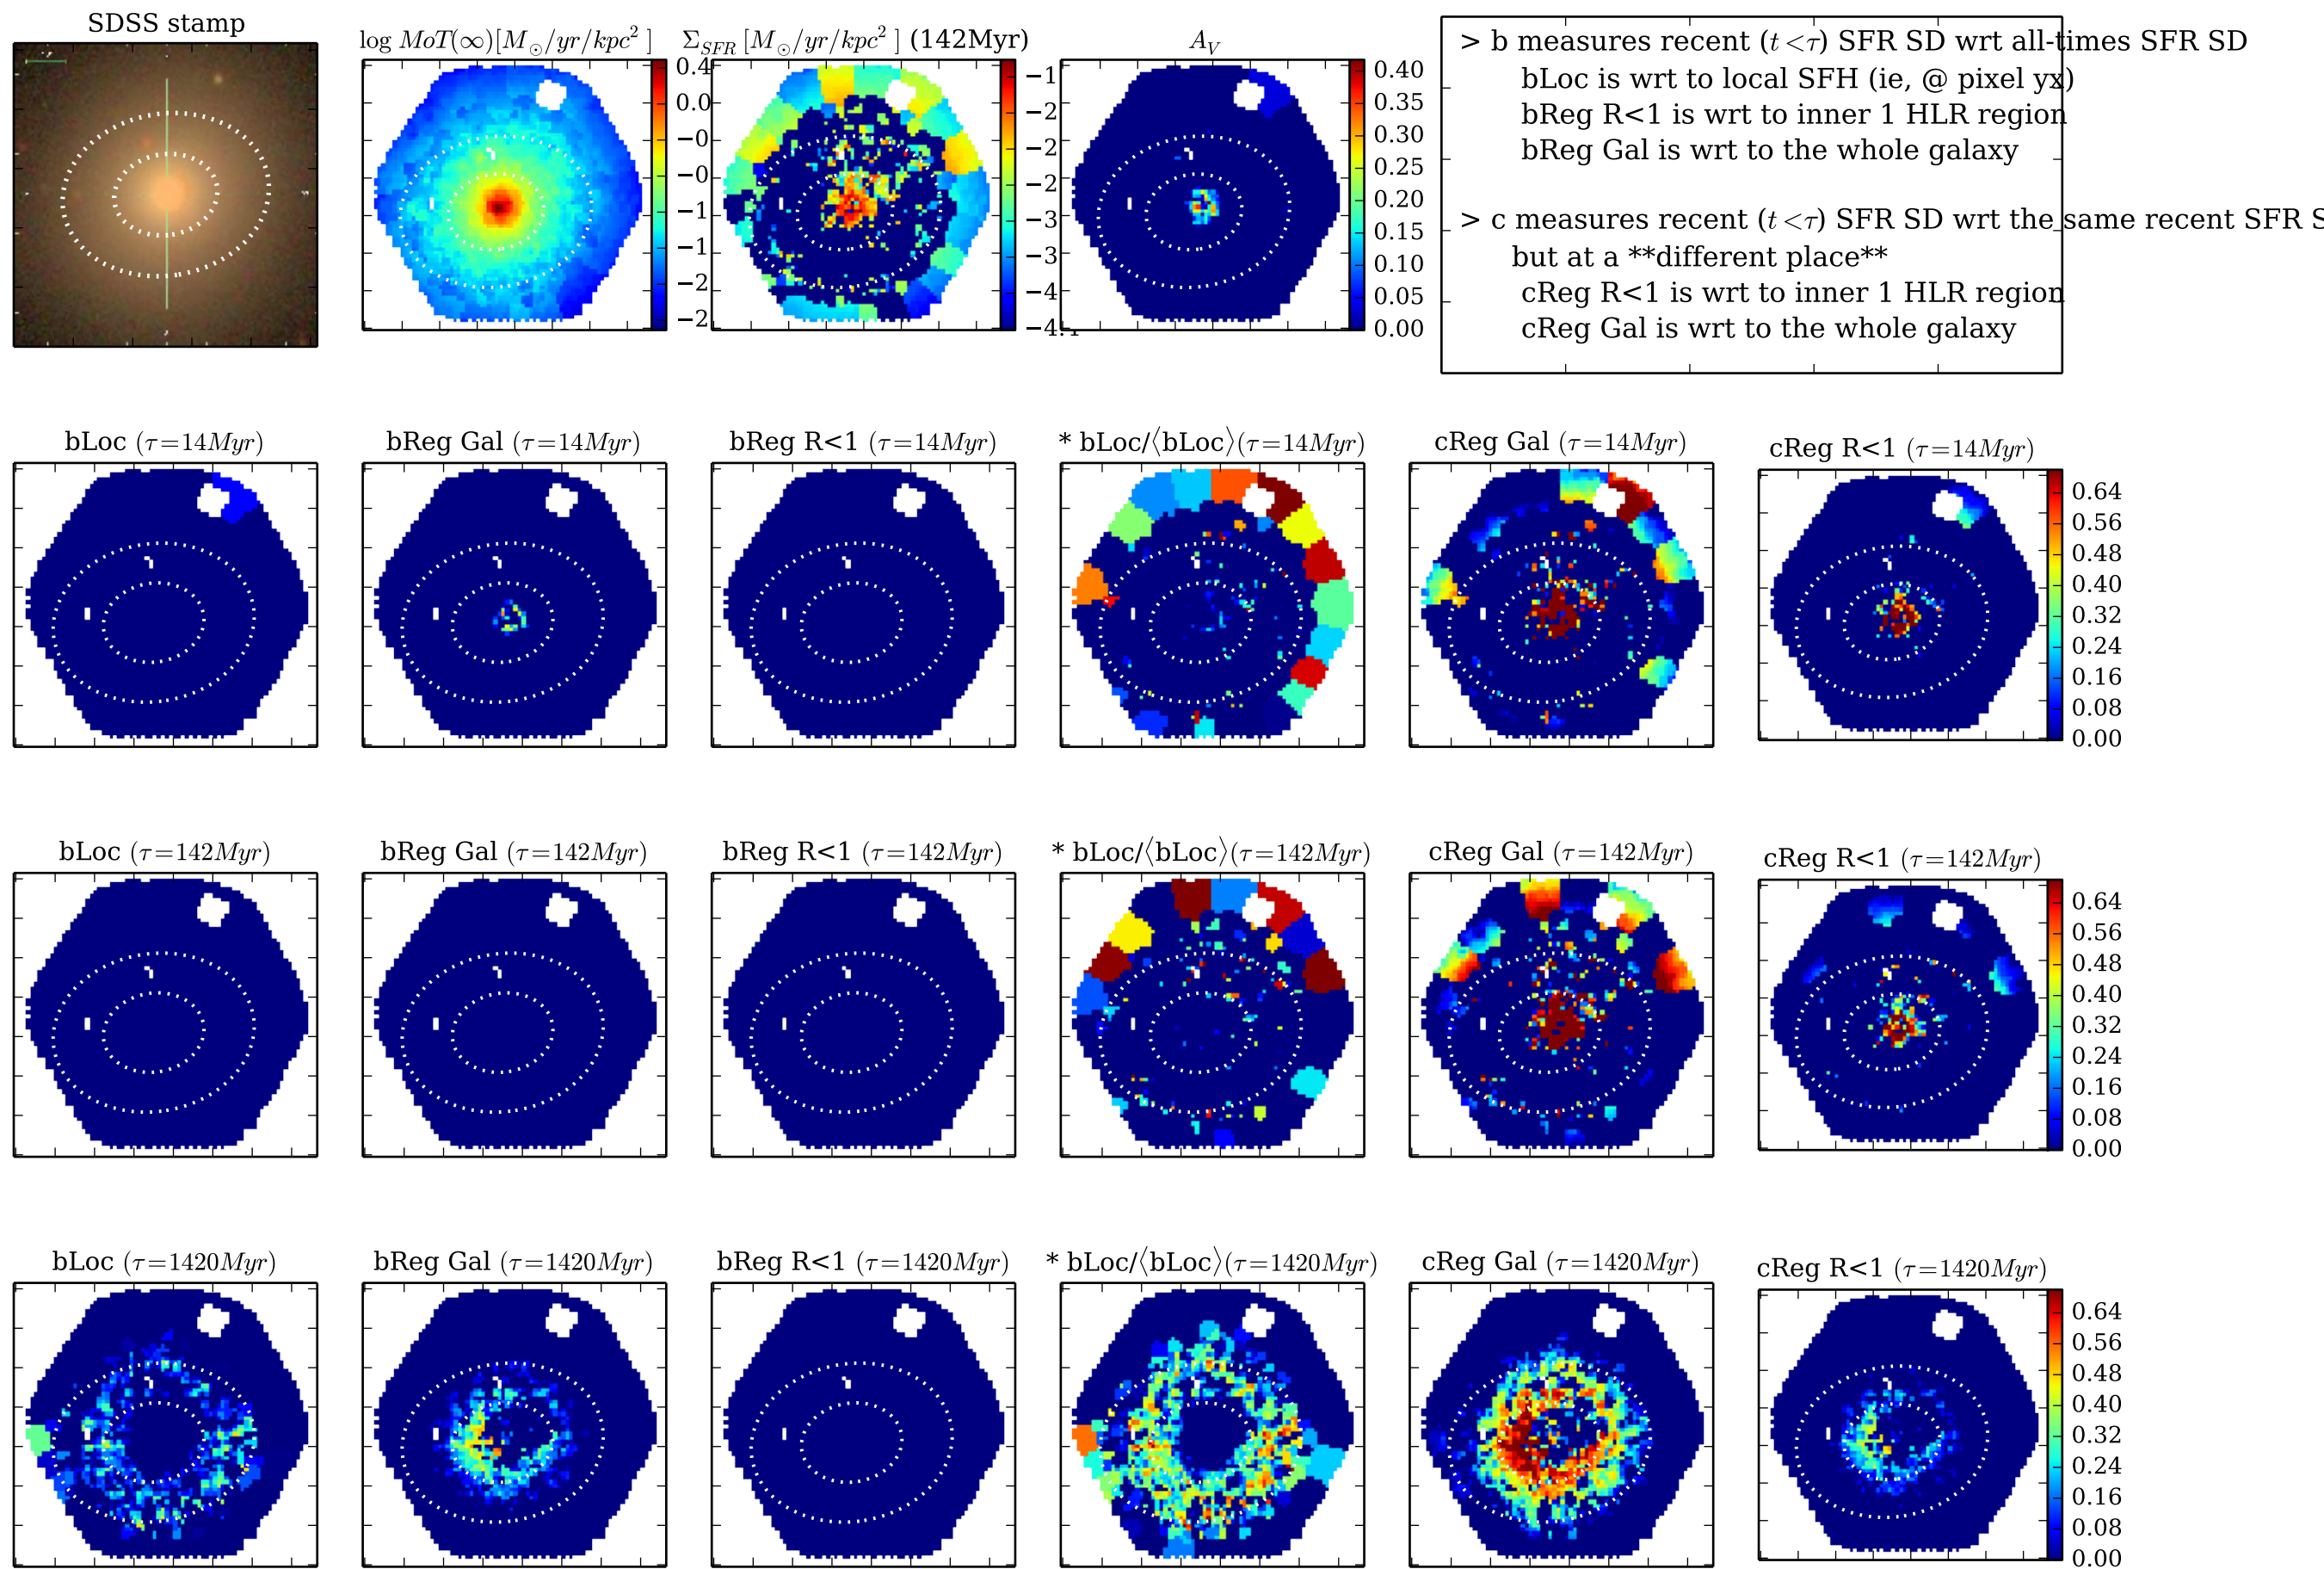 SDSS stamp
log MoT(∞)[M⊙/yr/kpc² ]
Σ_SFR [M⊙/yr/kpc² ] (142Myr)
A_V
0.4
0.0
−0
−0
−1
−1
−2
−2
−1
−2
−2
−2
−3
−3
−4
0.40
0.35
0.30
0.25
0.20
0.15
0.10
0.05
0.00
> b measures recent (t <τ) SFR SD wrt all-times SFR SD
bLoc is wrt to local SFH (ie, @ pixel yx)
bReg R<1 is wrt to inner 1 HLR region
bReg Gal is wrt to the whole galaxy
> c measures recent (t <τ) SFR SD wrt the same recent SFR
but at a **different place**
cReg R<1 is wrt to inner 1 HLR region
cReg Gal is wrt to the whole galaxy
bLoc (τ =14Myr)
bReg Gal (τ =14Myr)
bReg R<1 (τ =14Myr)
* bLoc/⟨bLoc⟩(τ =14Myr)
cReg Gal (τ =14Myr)
cReg R<1 (τ =14Myr)
0.64
0.56
0.48
0.40
0.32
0.24
0.16
0.08
0.00
bLoc (τ =142Myr)
bReg Gal (τ =142Myr)
bReg R<1 (τ =142Myr)
* bLoc/⟨bLoc⟩(τ =142Myr)
cReg Gal (τ =142Myr)
cReg R<1 (τ =142Myr)
0.64
0.56
0.48
0.40
0.32
0.24
0.16
0.08
0.00
bLoc (τ =1420Myr)
bReg Gal (τ =1420Myr)
bReg R<1 (τ =1420Myr)
* bLoc/⟨bLoc⟩(τ =1420Myr)
cReg Gal (τ =1420Myr)
cReg R<1 (τ =1420Myr)
0.64
0.56
0.48
0.40
0.32
0.24
0.16
0.08
0.00